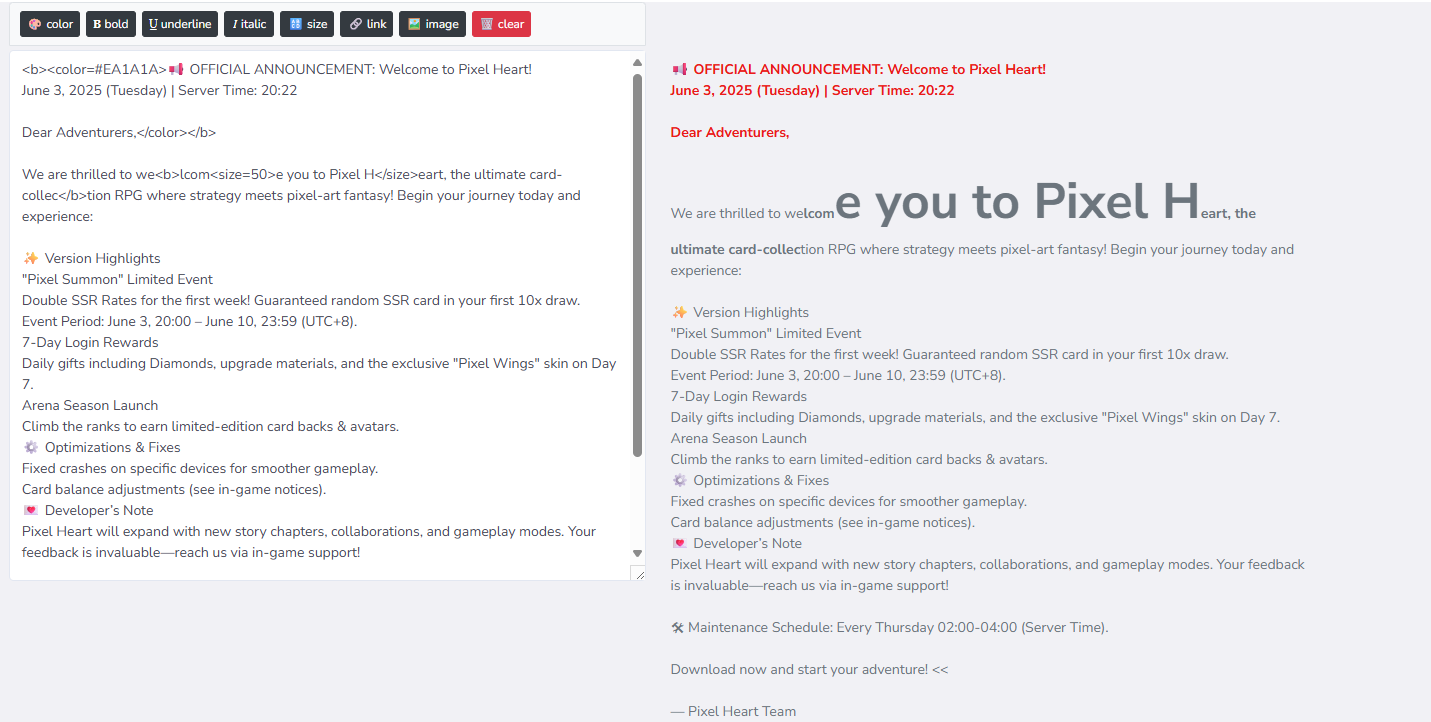 🎨 color B bold U underline I italic 🔠 size 🔗 link 🖼️ image 🗑️ clear
<b><color=#EA1A1A>📢 OFFICIAL ANNOUNCEMENT: Welcome to Pixel Heart!
June 3, 2025 (Tuesday) | Server Time: 20:22
Dear Adventurers,</color></b>
We are thrilled to we<b>lcom<size=50>e you to Pixel H</size>eart, the ultimate card-
collec</b>tion RPG where strategy meets pixel-art fantasy! Begin your journey today and
experience:
✨ Version Highlights
"Pixel Summon" Limited Event
Double SSR Rates for the first week! Guaranteed random SSR card in your first 10x draw.
Event Period: June 3, 20:00 – June 10, 23:59 (UTC+8).
7-Day Login Rewards
Daily gifts including Diamonds, upgrade materials, and the exclusive "Pixel Wings" skin on Day
7.
Arena Season Launch
Climb the ranks to earn limited-edition card backs & avatars.
⚙️ Optimizations & Fixes
Fixed crashes on specific devices for smoother gameplay.
Card balance adjustments (see in-game notices).
💌 Developer’s Note
Pixel Heart will expand with new story chapters, collaborations, and gameplay modes. Your
feedback is invaluable—reach us via in-game support!
📢 OFFICIAL ANNOUNCEMENT: Welcome to Pixel Heart!
June 3, 2025 (Tuesday) | Server Time: 20:22
Dear Adventurers,
We are thrilled to welcome you to Pixel Heart, the
ultimate card-collection RPG where strategy meets pixel-art fantasy! Begin your journey today and
experience:
✨ Version Highlights
"Pixel Summon" Limited Event
Double SSR Rates for the first week! Guaranteed random SSR card in your first 10x draw.
Event Period: June 3, 20:00 – June 10, 23:59 (UTC+8).
7-Day Login Rewards
Daily gifts including Diamonds, upgrade materials, and the exclusive "Pixel Wings" skin on Day 7.
Arena Season Launch
Climb the ranks to earn limited-edition card backs & avatars.
⚙️ Optimizations & Fixes
Fixed crashes on specific devices for smoother gameplay.
Card balance adjustments (see in-game notices).
💌 Developer’s Note
Pixel Heart will expand with new story chapters, collaborations, and gameplay modes. Your feedback
is invaluable—reach us via in-game support!
🛠 Maintenance Schedule: Every Thursday 02:00-04:00 (Server Time).
Download now and start your adventure! <<
— Pixel Heart Team